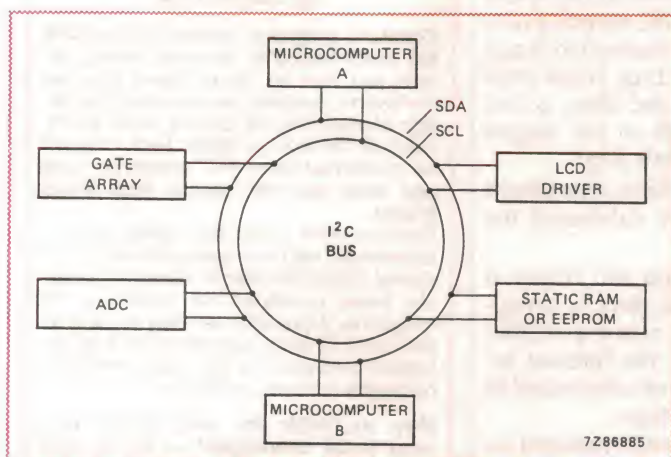 MICROCOMPUTER
A
SDA
SCL
GATE
ARRAY
LCD
DRIVER
I²C
BUS
ADC
STATIC RAM
OR EEPROM
MICROCOMPUTER
B
7Z86885